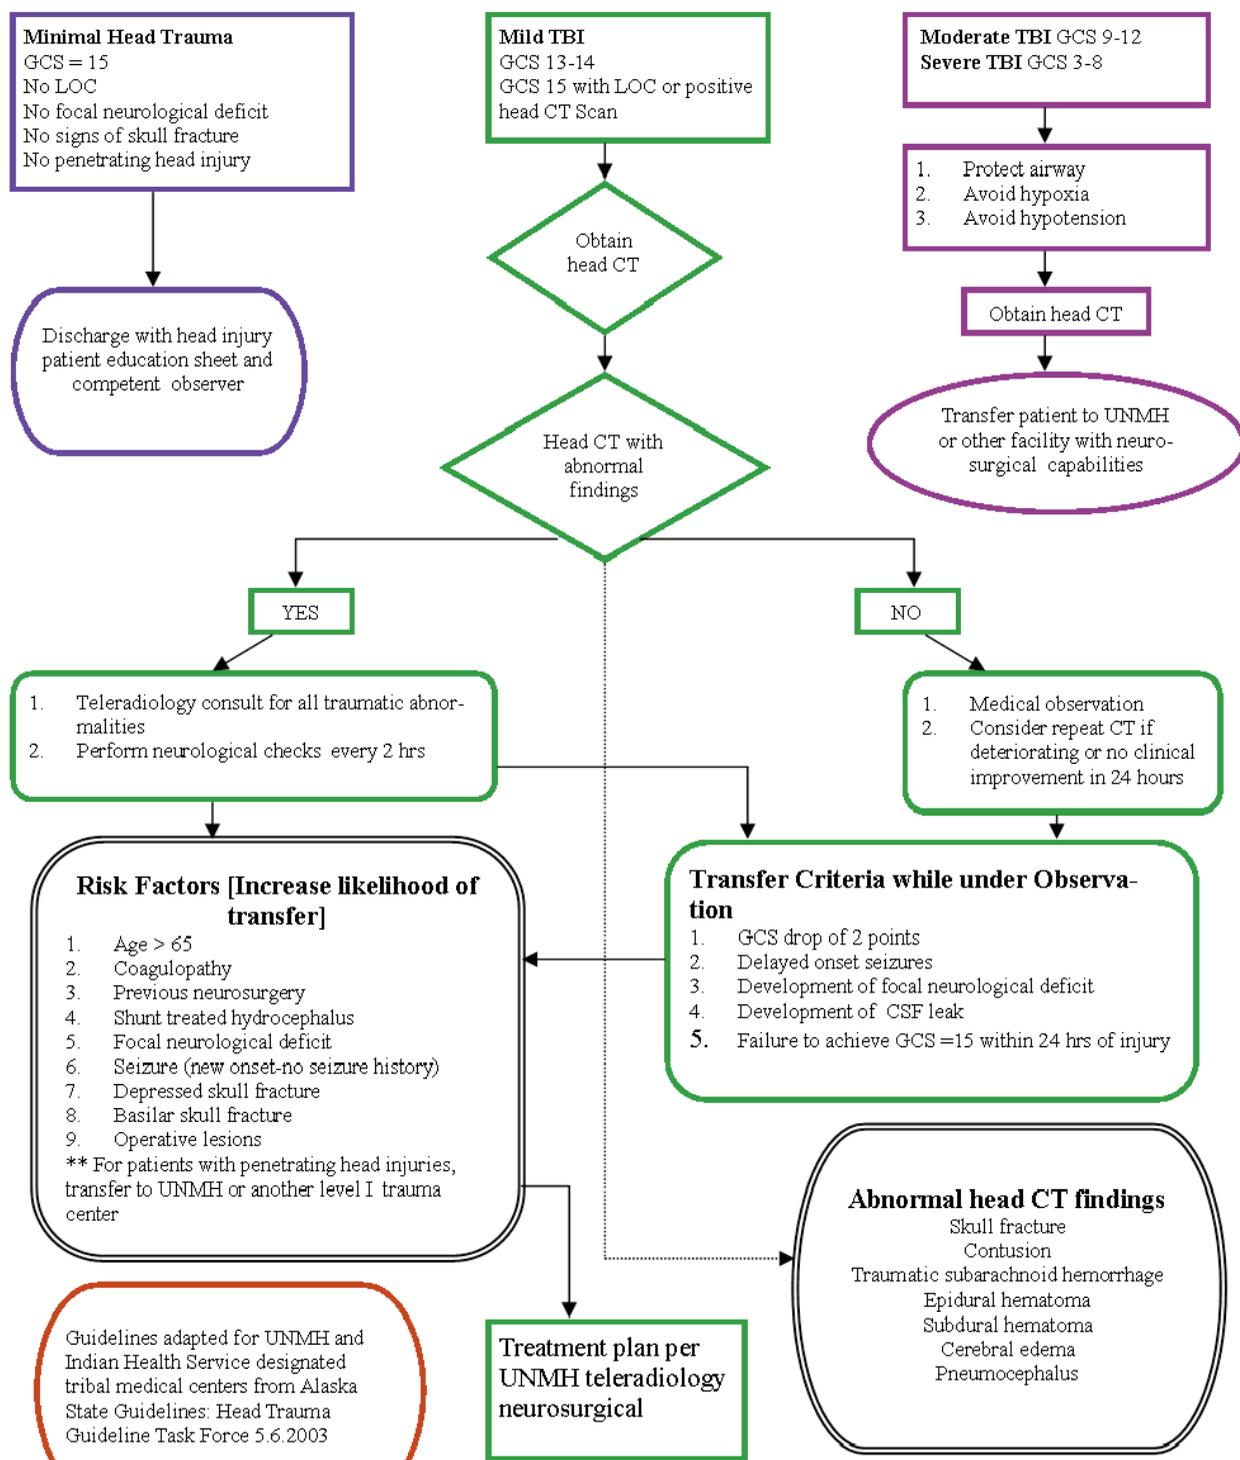 Minimal Head Trauma
GCS = 15
No LOC
No focal neurological deficit
No signs of skull fracture
No penetrating head injury
Mild TBI
GCS 13-14
GCS 15 with LOC or positive
head CT Scan
Moderate TBI GCS 9-12
Severe TBI GCS 3-8
1. Protect airway
2. Avoid hypoxia
3. Avoid hypotension
Obtain
head CT
Obtain head CT
Discharge with head injury
patient education sheet and
competent observer
Head CT with
abnormal
findings
Transfer patient to UNMH
or other facility with neuro-
surgical capabilities
YES
NO
1. Teleradiology consult for all traumatic abnor-
malities
2. Perform neurological checks every 2 hrs
1. Medical observation
2. Consider repeat CT if
deteriorating or no clinical
improvement in 24 hours
Risk Factors [Increase likelihood of
transfer]
1. Age > 65
2. Coagulopathy
3. Previous neurosurgery
4. Shunt treated hydrocephalus
5. Focal neurological deficit
6. Seizure (new onset-no seizure history)
7. Depressed skull fracture
8. Basilar skull fracture
9. Operative lesions
** For patients with penetrating head injuries,
transfer to UNMH or another level I trauma
center
Transfer Criteria while under Observa-
tion
1. GCS drop of 2 points
2. Delayed onset seizures
3. Development of focal neurological deficit
4. Development of CSF leak
5. Failure to achieve GCS =15 within 24 hrs of injury
Abnormal head CT findings
Skull fracture
Contusion
Traumatic subarachnoid hemorrhage
Epidural hematoma
Subdural hematoma
Cerebral edema
Pneumocephalus
Guidelines adapted for UNMH and
Indian Health Service designated
tribal medical centers from Alaska
State Guidelines: Head Trauma
Guideline Task Force 5.6.2003
Treatment plan per
UNMH teleradiology
neurosurgical